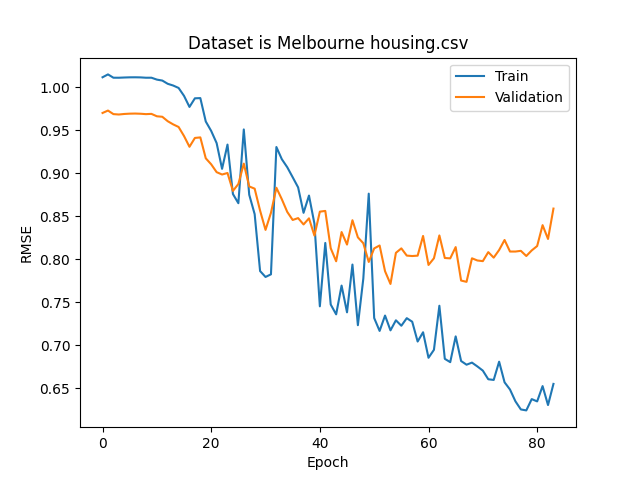 Dataset is Melbourne housing.csv
Train
Validation
1.00
0.95
0.90
0.85
0.80
0.75
0.70
0.65
RMSE
0 20 40 60 80
Epoch